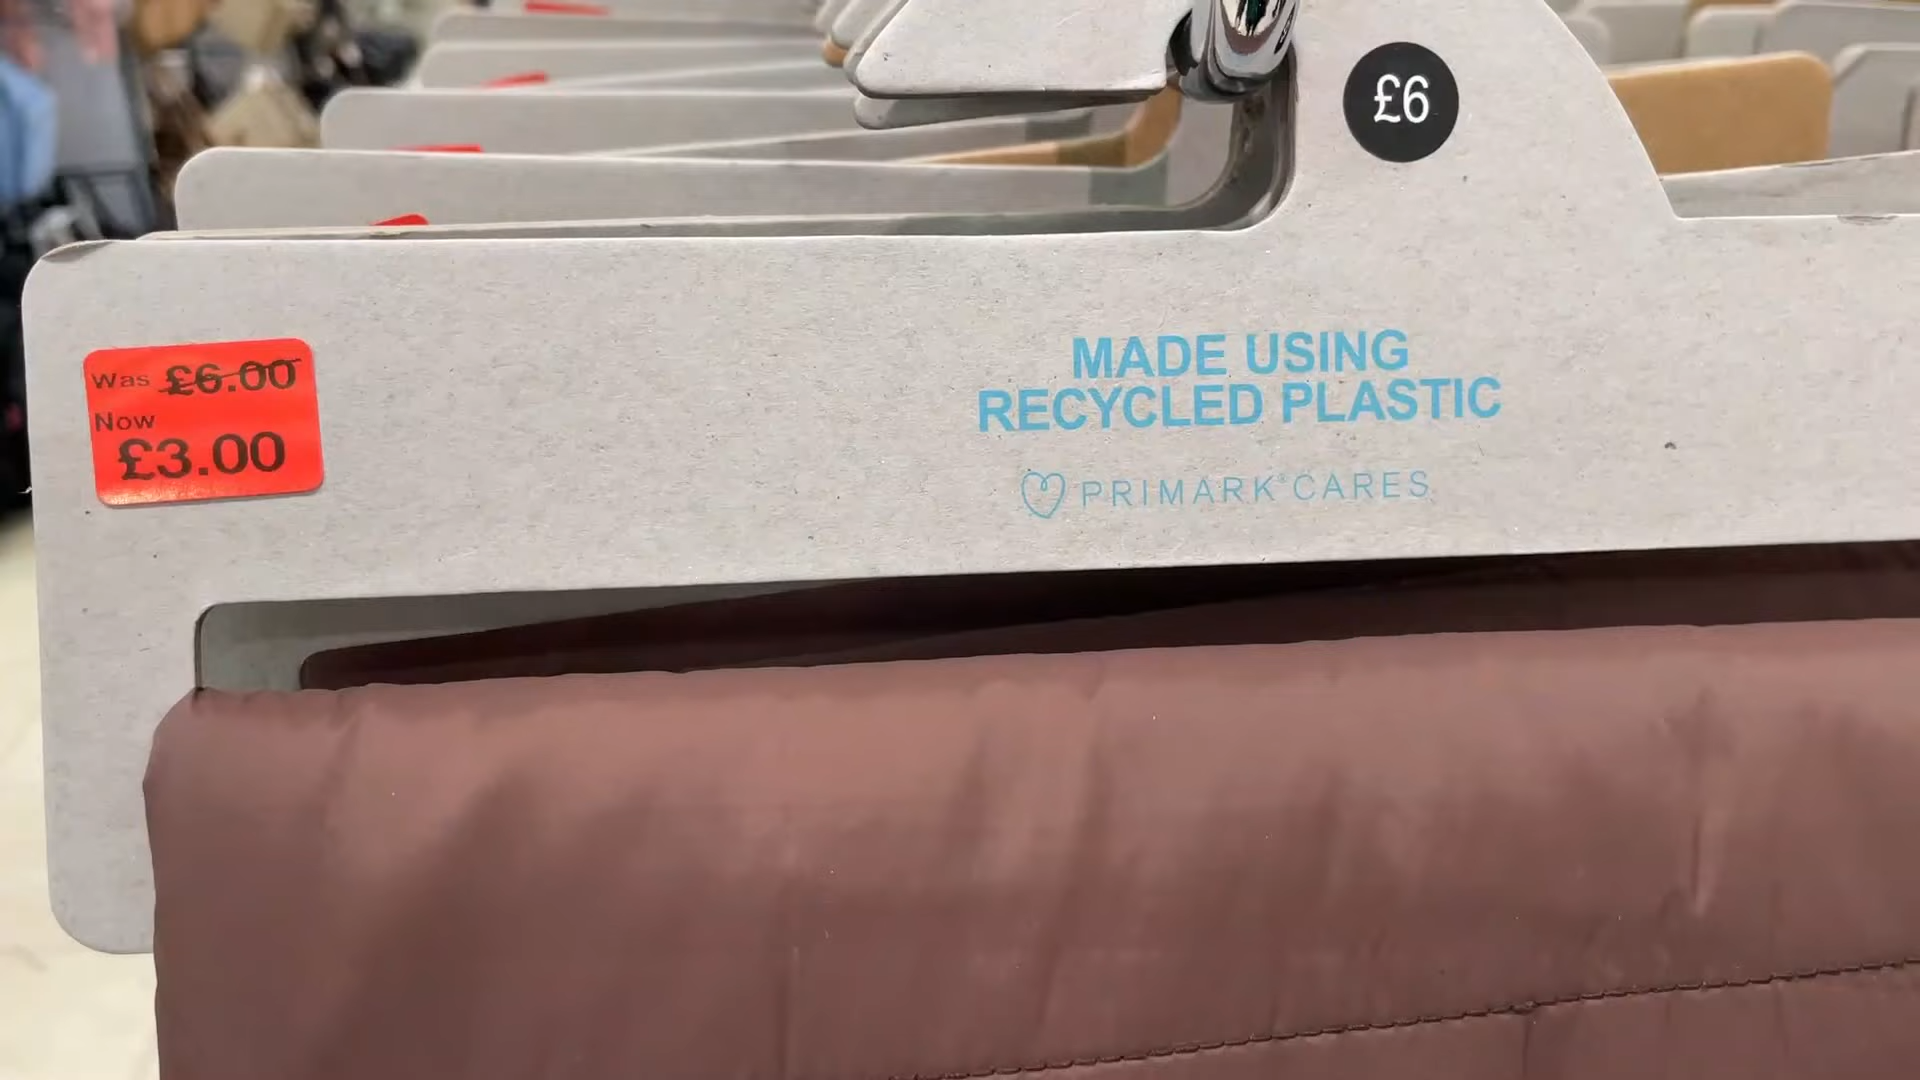 £6
Was £6.00
Now
£3.00
MADE USING
RECYCLED PLASTIC
PRIMARK® CARES